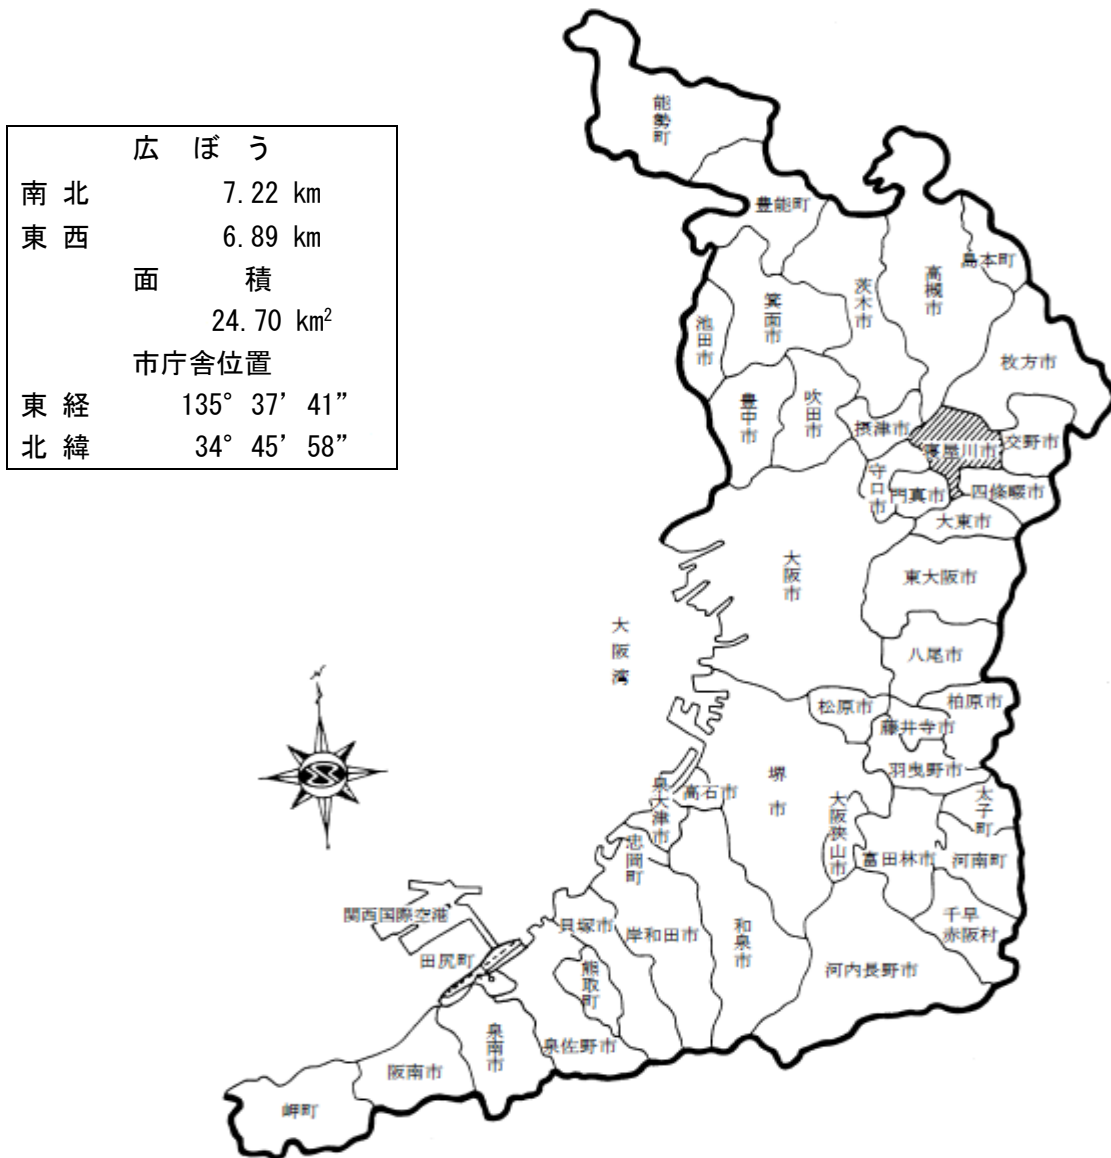 広 ぼ う
南 北 7.22 km
東 西 6.89 km
面 積
24.70 km²
市庁舎位置
東 経 135° 37’ 41”
北 緯 34° 45’ 58”
能勢町
豊能町
島本町
高槻市
茨木市
箕面市
池田市
枚方市
豊中市
吹田市
摂津市
寝屋川市
交野市
守口市
門真市
四條畷市
大東市
大阪市
東大阪市
大阪湾
八尾市
松原市
柏原市
藤井寺市
羽曳野市
堺市
高石市
泉大津市
太子町
大阪狭山市
忠岡町
富田林市
河南町
関西国際空港
貝塚市
岸和田市
和泉市
千早
赤阪村
田尻町
熊取町
河内長野市
泉南市
泉佐野市
阪南市
岬町